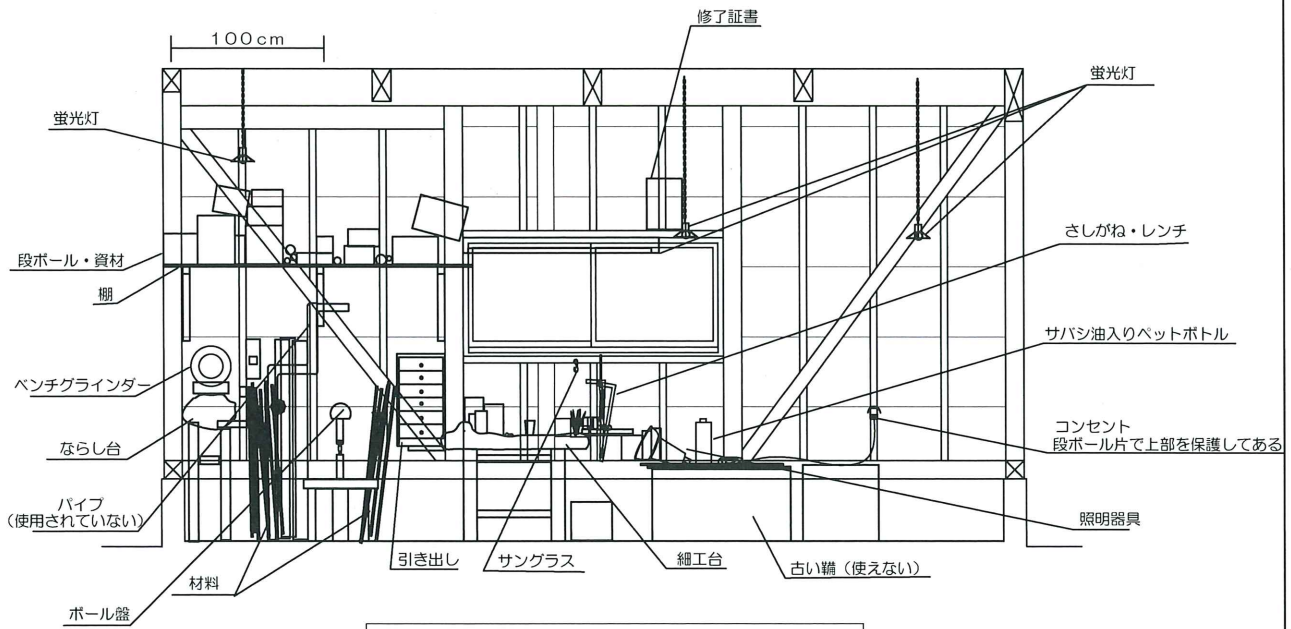 修了証書
100cm
蛍光灯
蛍光灯
さしがね・レンチ
段ボール・資材
棚
サバシ油入りペットボトル
ベンチグラインダー
コンセント
段ボール片で上部を保護してある
ならし台
パイプ
(使用されていない)
照明器具
引き出し
サングラス
細工台
古い鞴(使えない)
材料
ボール盤